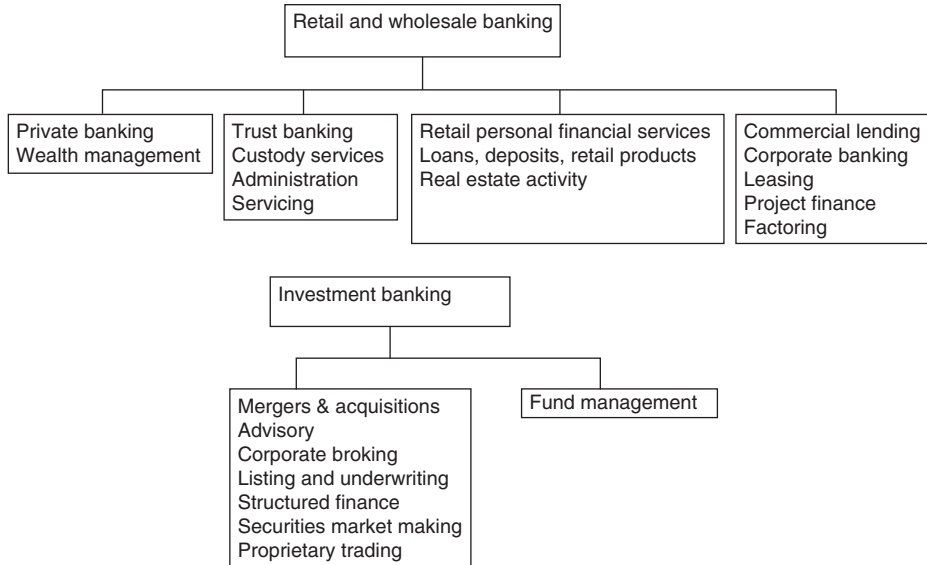 Retail and wholesale banking
Private banking
Wealth management
Trust banking
Custody services
Administration
Servicing
Retail personal financial services
Loans, deposits, retail products
Real estate activity
Commercial lending
Corporate banking
Leasing
Project finance
Factoring
Investment banking
Mergers & acquisitions
Advisory
Corporate broking
Listing and underwriting
Structured finance
Securities market making
Proprietary trading
Fund management